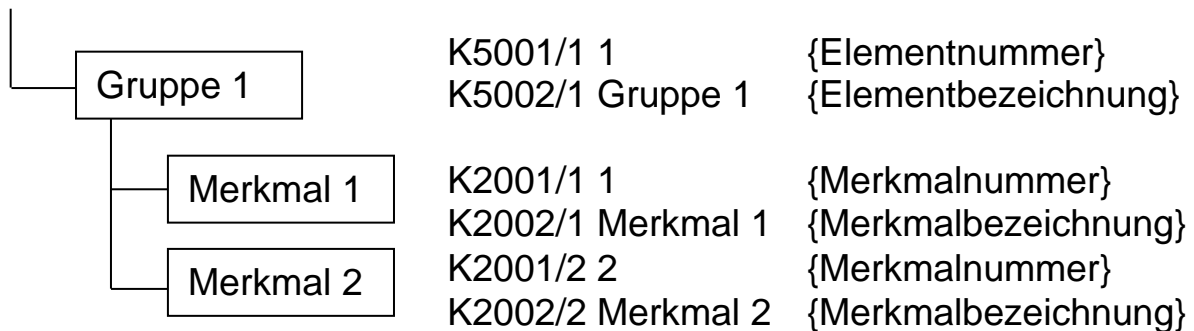 Gruppe 1
K5001/1 1 {Elementnummer}
K5002/1 Gruppe 1 {Elementbezeichnung}
Merkmal 1
K2001/1 1 {Merkmalnummer}
K2002/1 Merkmal 1 {Merkmalbezeichnung}
Merkmal 2
K2001/2 2 {Merkmalnummer}
K2002/2 Merkmal 2 {Merkmalbezeichnung}